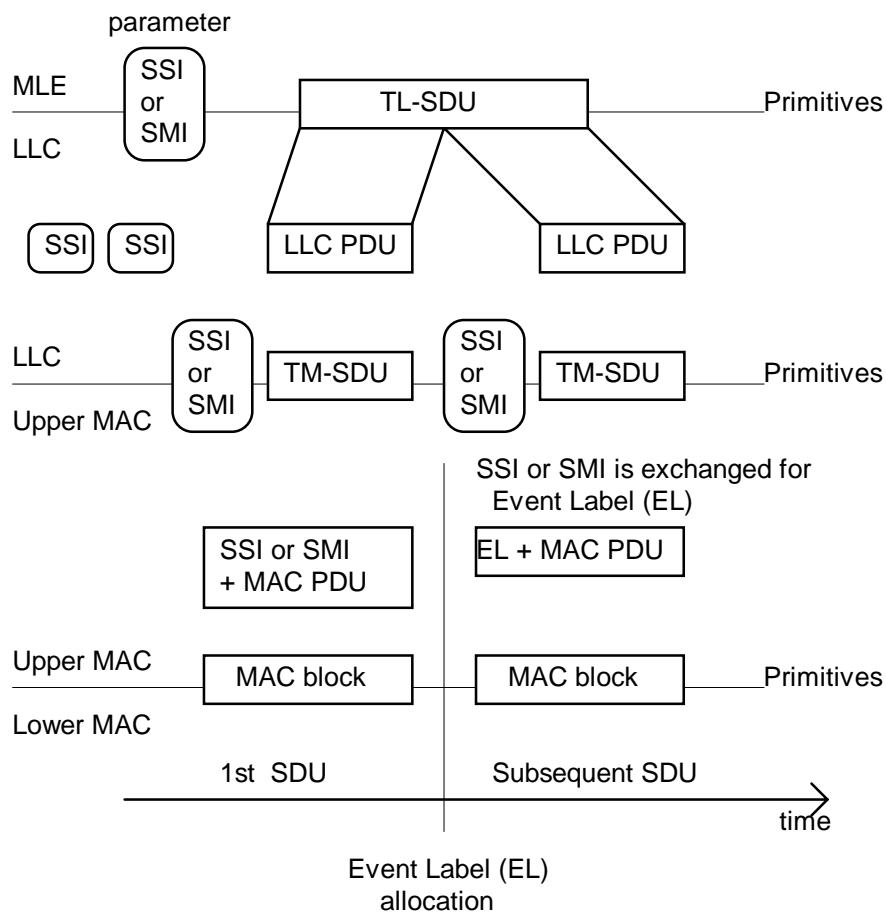 parameter
MLE
SSI
or
SMI
TL-SDU
Primitives
LLC
SSI
SSI
LLC PDU
LLC PDU
LLC
SSI
or
SMI
TM-SDU
SSI
or
SMI
TM-SDU
Primitives
Upper MAC
SSI or SMI is exchanged for
Event Label (EL)
SSI or SMI
+ MAC PDU
EL + MAC PDU
Upper MAC
MAC block
MAC block
Primitives
Lower MAC
1st SDU
Subsequent SDU
time
Event Label (EL)
allocation